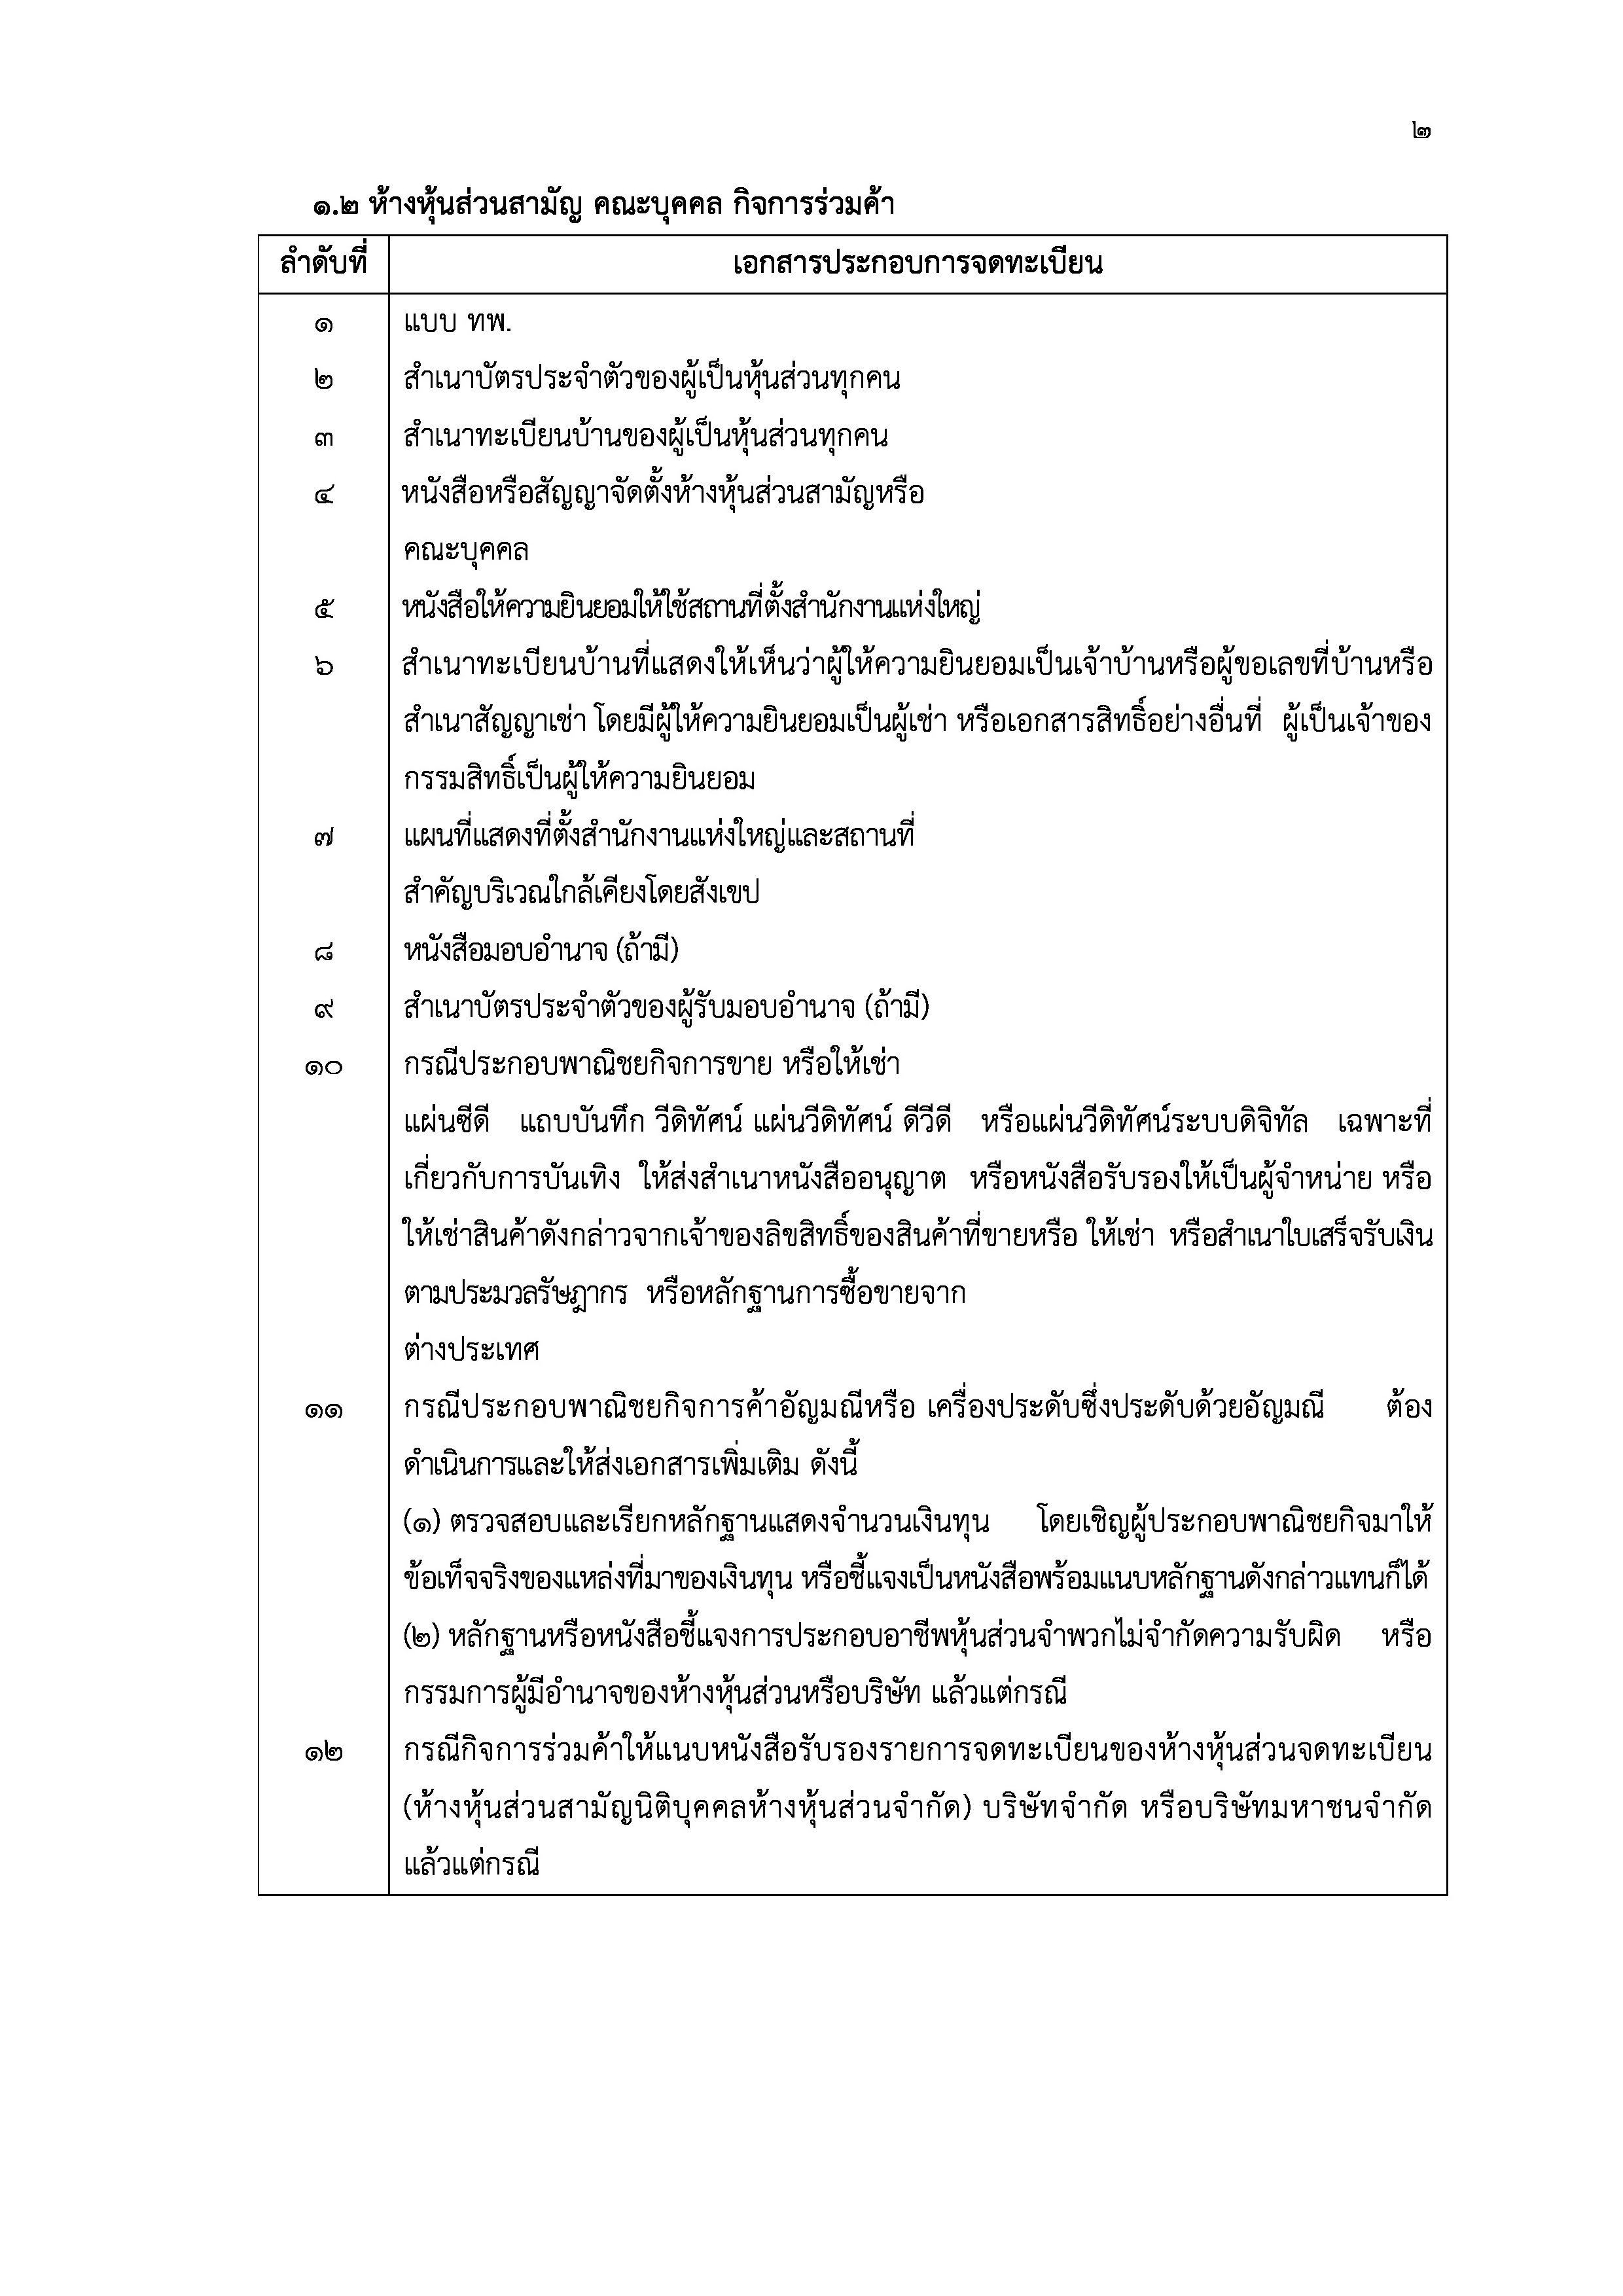 ๒
๑.๒ ห้างหุ้นส่วนสามัญ คณะบุคคล กิจการร่วมค้า
ลำดับที่ เอกสารประกอบการจดทะเบียน
๑ แบบ ทพ.
๒ สำเนาบัตรประจำตัวของผู้เป็นหุ้นส่วนทุกคน
๓ สำเนาทะเบียนบ้านของผู้เป็นหุ้นส่วนทุกคน
๔ หนังสือหรือสัญญาจัดตั้งห้างหุ้นส่วนสามัญหรือ
คณะบุคคล
๕ หนังสือให้ความยินยอมให้ใช้สถานที่ตั้งสำนักงานแห่งใหญ่
๖ สำเนาทะเบียนบ้านที่แสดงให้เห็นว่าผู้ให้ความยินยอมเป็นเจ้าบ้านหรือผู้ขอเลขที่บ้านหรือ
สำเนาสัญญาเช่า โดยมีผู้ให้ความยินยอมเป็นผู้เช่า หรือเอกสารสิทธิ์อย่างอื่นที่ ผู้เป็นเจ้าของ
กรรมสิทธิ์เป็นผู้ให้ความยินยอม
๗ แผนที่แสดงที่ตั้งสำนักงานแห่งใหญ่และสถานที่
สำคัญบริเวณใกล้เคียงโดยสังเขป
๘ หนังสือมอบอำนาจ (ถ้ามี)
๙ สำเนาบัตรประจำตัวของผู้รับมอบอำนาจ (ถ้ามี)
๑๐ กรณีประกอบพาณิชยกิจการขาย หรือให้เช่า
แผ่นซีดี แถบบันทึก วีดิทัศน์ แผ่นวีดิทัศน์ ดีวีดี หรือแผ่นวีดิทัศน์ระบบดิจิทัล เฉพาะที่
เกี่ยวกับการบันเทิง ให้ส่งสำเนาหนังสืออนุญาต หรือหนังสือรับรองให้เป็นผู้จำหน่าย หรือ
ให้เช่าสินค้าดังกล่าวจากเจ้าของลิขสิทธิ์ของสินค้าที่ขายหรือ ให้เช่า หรือสำเนาใบเสร็จรับเงิน
ตามประมวลรัษฎากร หรือหลักฐานการซื้อขายจาก
ต่างประเทศ
๑๑ กรณีประกอบพาณิชยกิจการค้าอัญมณีหรือ เครื่องประดับซึ่งประดับด้วยอัญมณี ต้อง
ดำเนินการและให้ส่งเอกสารเพิ่มเติม ดังนี้
(๑) ตรวจสอบและเรียกหลักฐานแสดงจำนวนเงินทุน โดยเชิญผู้ประกอบพาณิชยกิจมาให้
ข้อเท็จจริงของแหล่งที่มาของเงินทุน หรือชี้แจงเป็นหนังสือพร้อมแนบหลักฐานดังกล่าวแทนก็ได้
(๒) หลักฐานหรือหนังสือชี้แจงการประกอบอาชีพหุ้นส่วนจำพวกไม่จำกัดความรับผิด หรือ
กรรมการผู้มีอำนาจของห้างหุ้นส่วนหรือบริษัท แล้วแต่กรณี
๑๒ กรณีกิจการร่วมค้าให้แนบหนังสือรับรองรายการจดทะเบียนของห้างหุ้นส่วนจดทะเบียน
(ห้างหุ้นส่วนสามัญนิติบุคคลห้างหุ้นส่วนจำกัด) บริษัทจำกัด หรือบริษัทมหาชนจำกัด
แล้วแต่กรณี